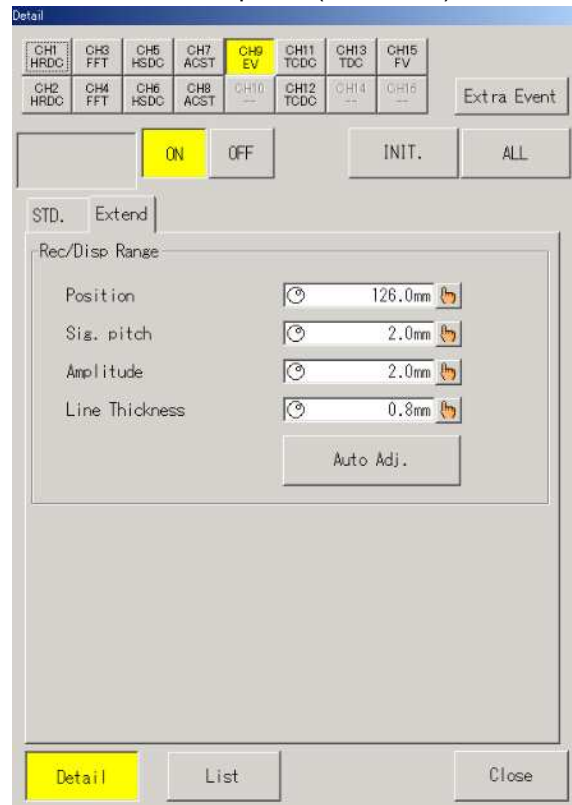 Detail
CH1 CH3 CH5 CH7 CH9 CH11 CH13 CH15
HRDC FFT HSDC ACST EV TCDC TDC FV
CH2 CH4 CH6 CH8 CH10 CH12 CH14 CH16
HRDC FFT HSDC ACST -- TCDC -- --
Extra Event
ON OFF INIT. ALL
STD. Extend
Rec/Disp Range
Position 126.0mm
Sig. pitch 2.0mm
Amplitude 2.0mm
Line Thickness 0.8mm
Auto Adj.
Detail List Close